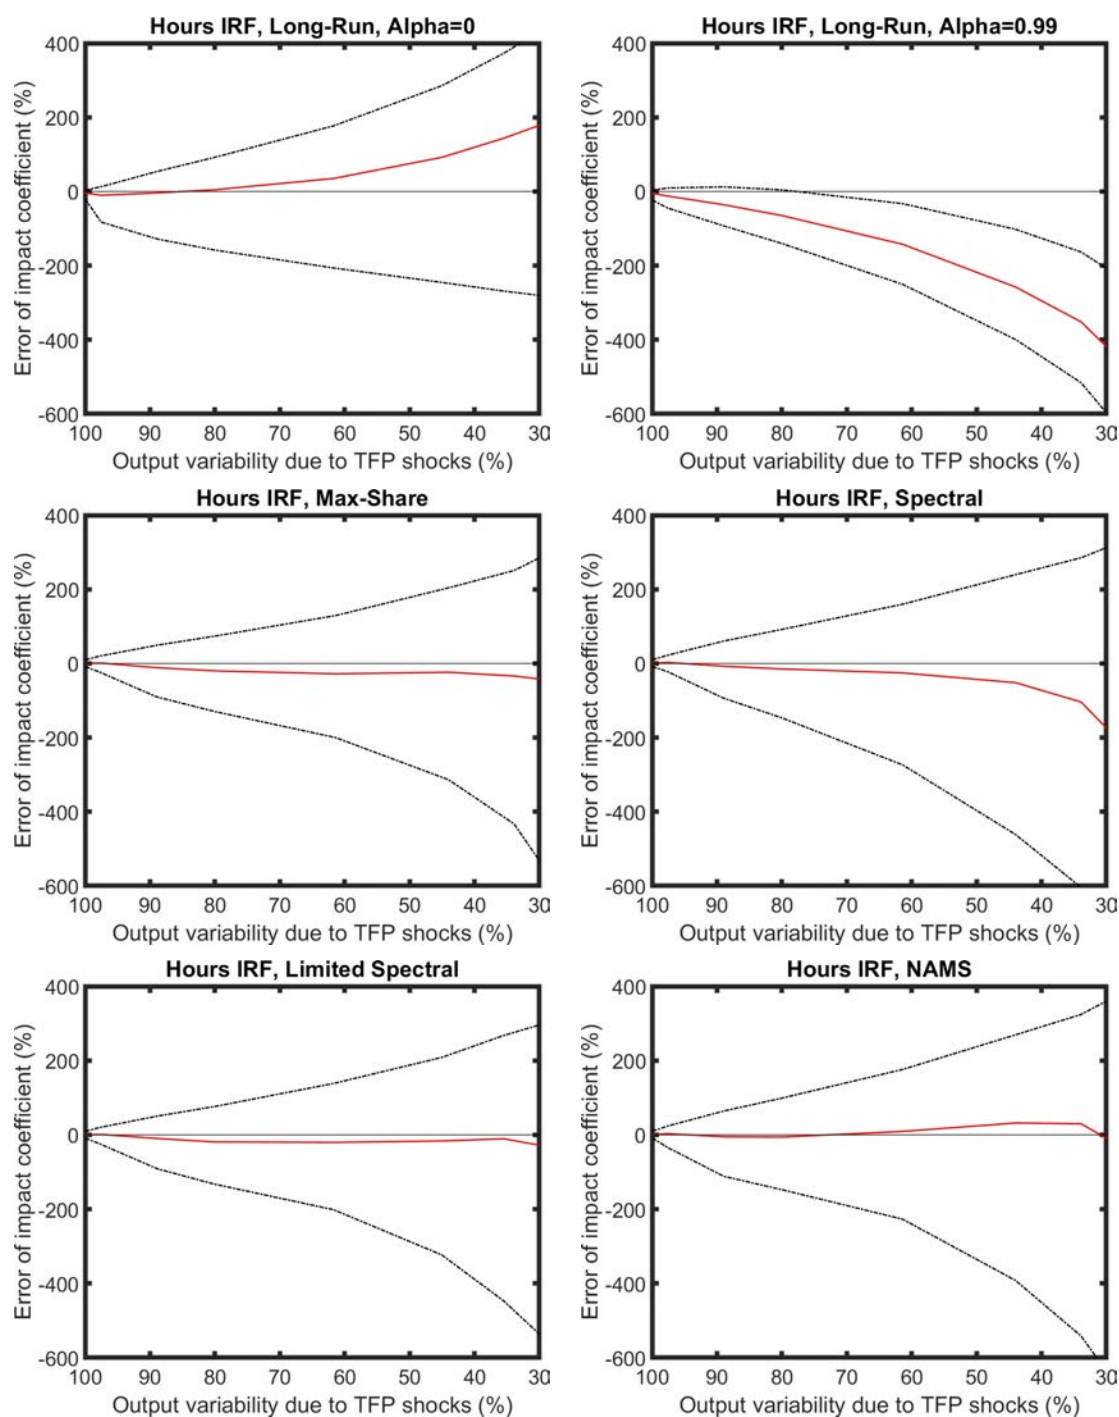 Hours IRF, Long-Run, Alpha=0
Error of impact coefficient (%)
400
200
0
-200
-400
-600
100 90 80 70 60 50 40 30
Output variability due to TFP shocks (%)
Hours IRF, Long-Run, Alpha=0.99
Error of impact coefficient (%)
400
200
0
-200
-400
-600
100 90 80 70 60 50 40 30
Output variability due to TFP shocks (%)
Hours IRF, Max-Share
Error of impact coefficient (%)
400
200
0
-200
-400
-600
100 90 80 70 60 50 40 30
Output variability due to TFP shocks (%)
Hours IRF, Spectral
Error of impact coefficient (%)
400
200
0
-200
-400
-600
100 90 80 70 60 50 40 30
Output variability due to TFP shocks (%)
Hours IRF, Limited Spectral
Error of impact coefficient (%)
400
200
0
-200
-400
-600
100 90 80 70 60 50 40 30
Output variability due to TFP shocks (%)
Hours IRF, NAMS
Error of impact coefficient (%)
400
200
0
-200
-400
-600
100 90 80 70 60 50 40 30
Output variability due to TFP shocks (%)